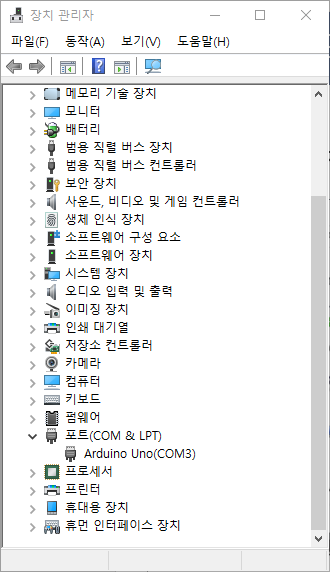 장치 관리자
파일(F) 동작(A) 보기(V) 도움말(H)
메모리 기술 장치
모니터
배터리
범용 직렬 버스 장치
범용 직렬 버스 컨트롤러
보안 장치
사운드, 비디오 및 게임 컨트롤러
생체 인식 장치
소프트웨어 구성 요소
소프트웨어 장치
시스템 장치
오디오 입력 및 출력
이미징 장치
인쇄 대기열
저장소 컨트롤러
카메라
컴퓨터
키보드
펌웨어
포트(COM & LPT)
Arduino Uno(COM3)
프로세서
프린터
휴대용 장치
휴먼 인터페이스 장치